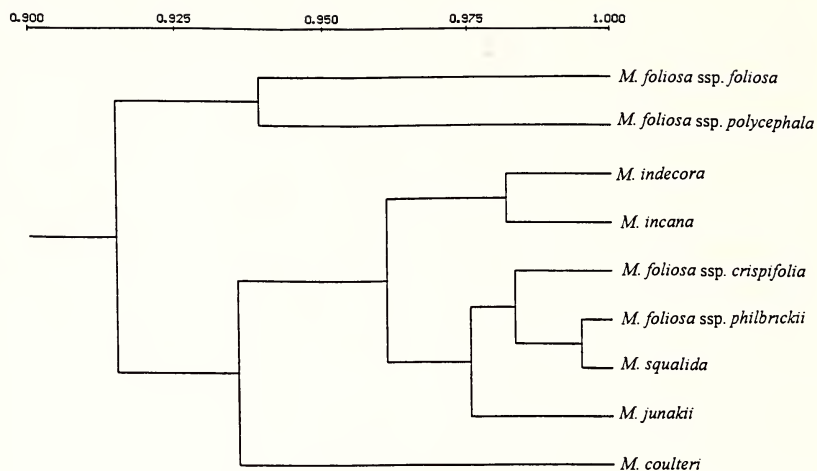 0.900 0.925 0.950 0.975 1.000
M. foliosa ssp. foliosa
M. foliosa ssp. polycephala
M. indecora
M. incana
M. foliosa ssp. crispifolia
M. foliosa ssp. philbrickii
M. squalida
M. junakii
M. coulteri